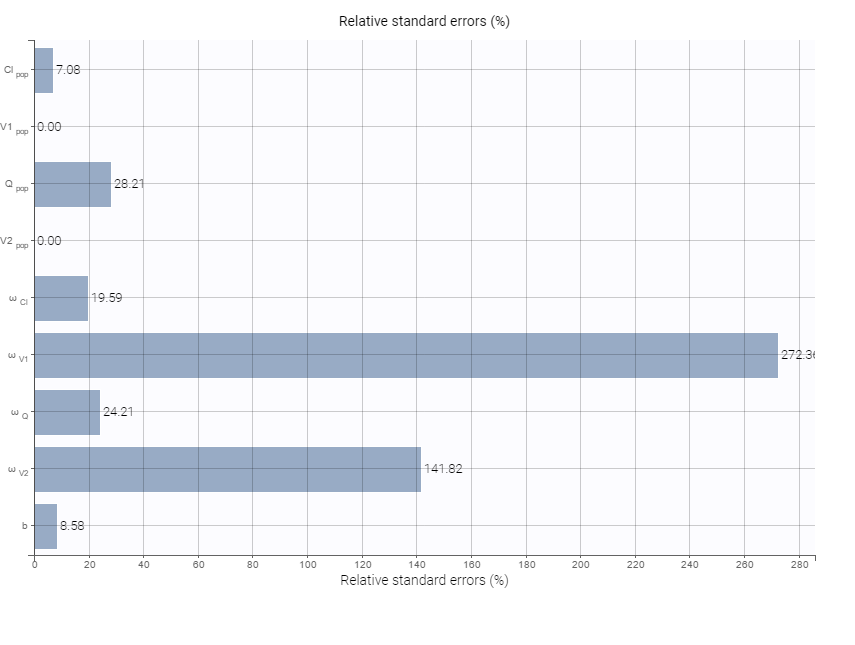 Relative standard errors (%)
Cl pop 7.08
V1 pop 0.00
Q pop 28.21
V2 pop 0.00
ω Cl 19.59
ω V1 272.36
ω Q 24.21
ω V2 141.82
b 8.58
0 20 40 60 80 100 120 140 160 180 200 220 240 260 280
Relative standard errors (%)